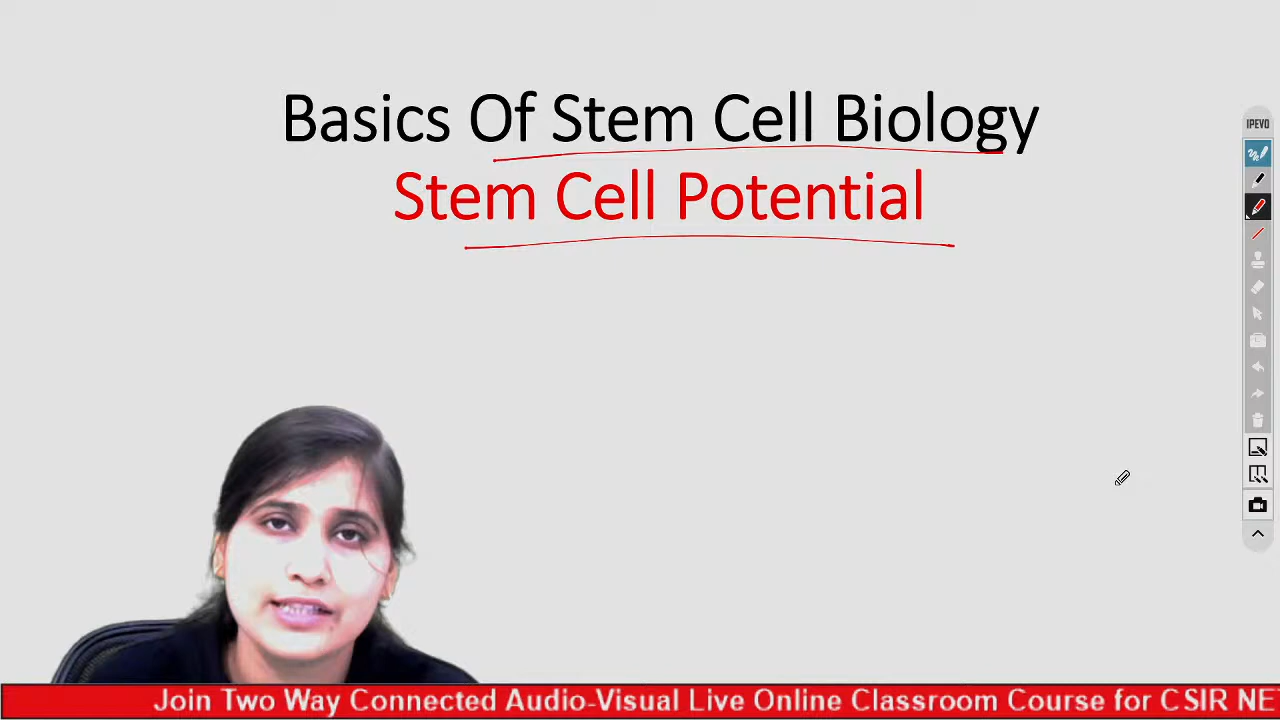 Basics Of Stem Cell Biology
Stem Cell Potential
IPEVO
Join Two Way Connected Audio-Visual Live Online Classroom Course for CSIR NE